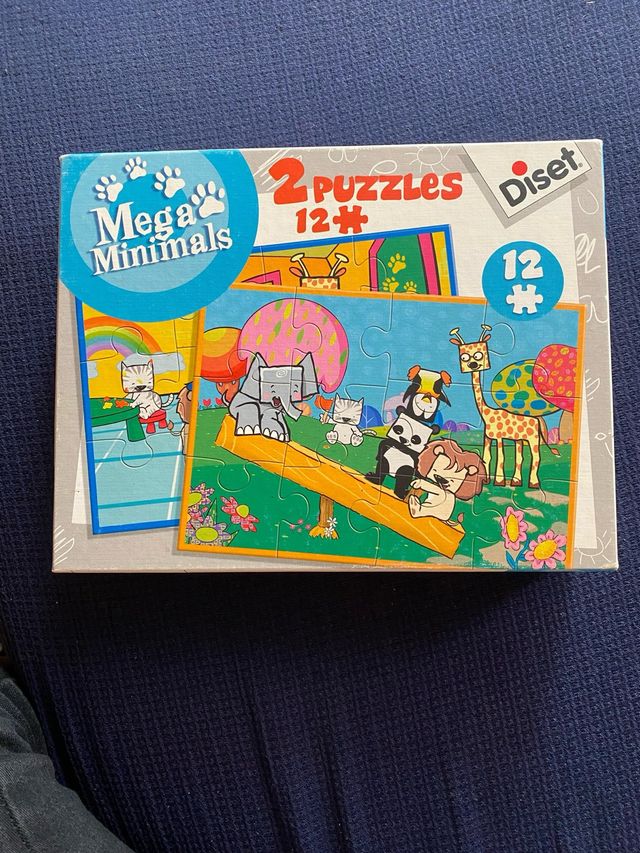 Mega
Minimals
2 PUZZLES
12
Diset
12